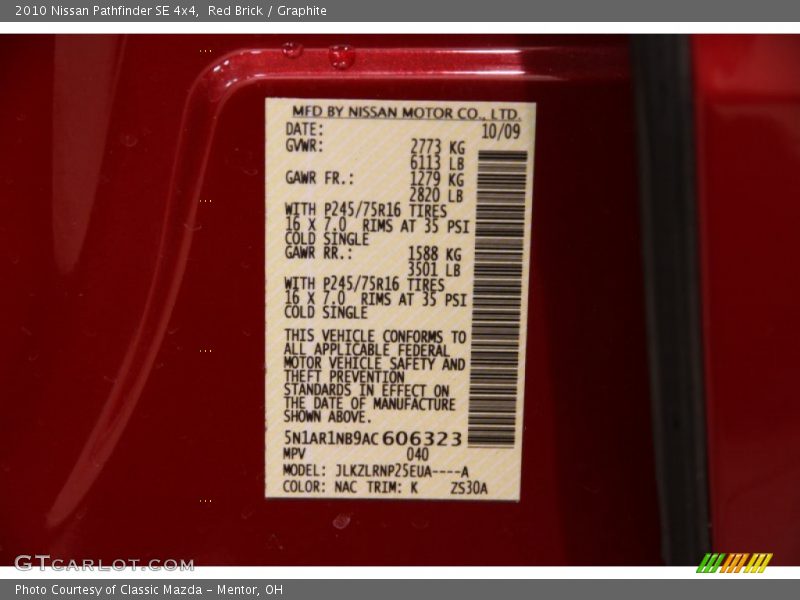 2010 Nissan Pathfinder SE 4x4,  Red Brick / Graphite
MFD BY NISSAN MOTOR CO., LTD.
DATE: 10/09
GVWR: 2773 KG
6113 LB
GAWR FR.: 1279 KG
2820 LB
WITH P245/75R16 TIRES
16 X 7.0 RIMS AT 35 PSI
COLD SINGLE
GAWR RR.: 1588 KG
3501 LB
WITH P245/75R16 TIRES
16 X 7.0 RIMS AT 35 PSI
COLD SINGLE
THIS VEHICLE CONFORMS TO
ALL APPLICABLE FEDERAL
MOTOR VEHICLE SAFETY AND
THEFT PREVENTION
STANDARDS IN EFFECT ON
THE DATE OF MANUFACTURE
SHOWN ABOVE.
5N1AR1NB9AC606323
MPV 040
MODEL: JLKZLRNP25EUA----A
COLOR: NAC TRIM: K ZS30A
GTCARLOT.COM
Photo Courtesy of Classic Mazda - Mentor, OH